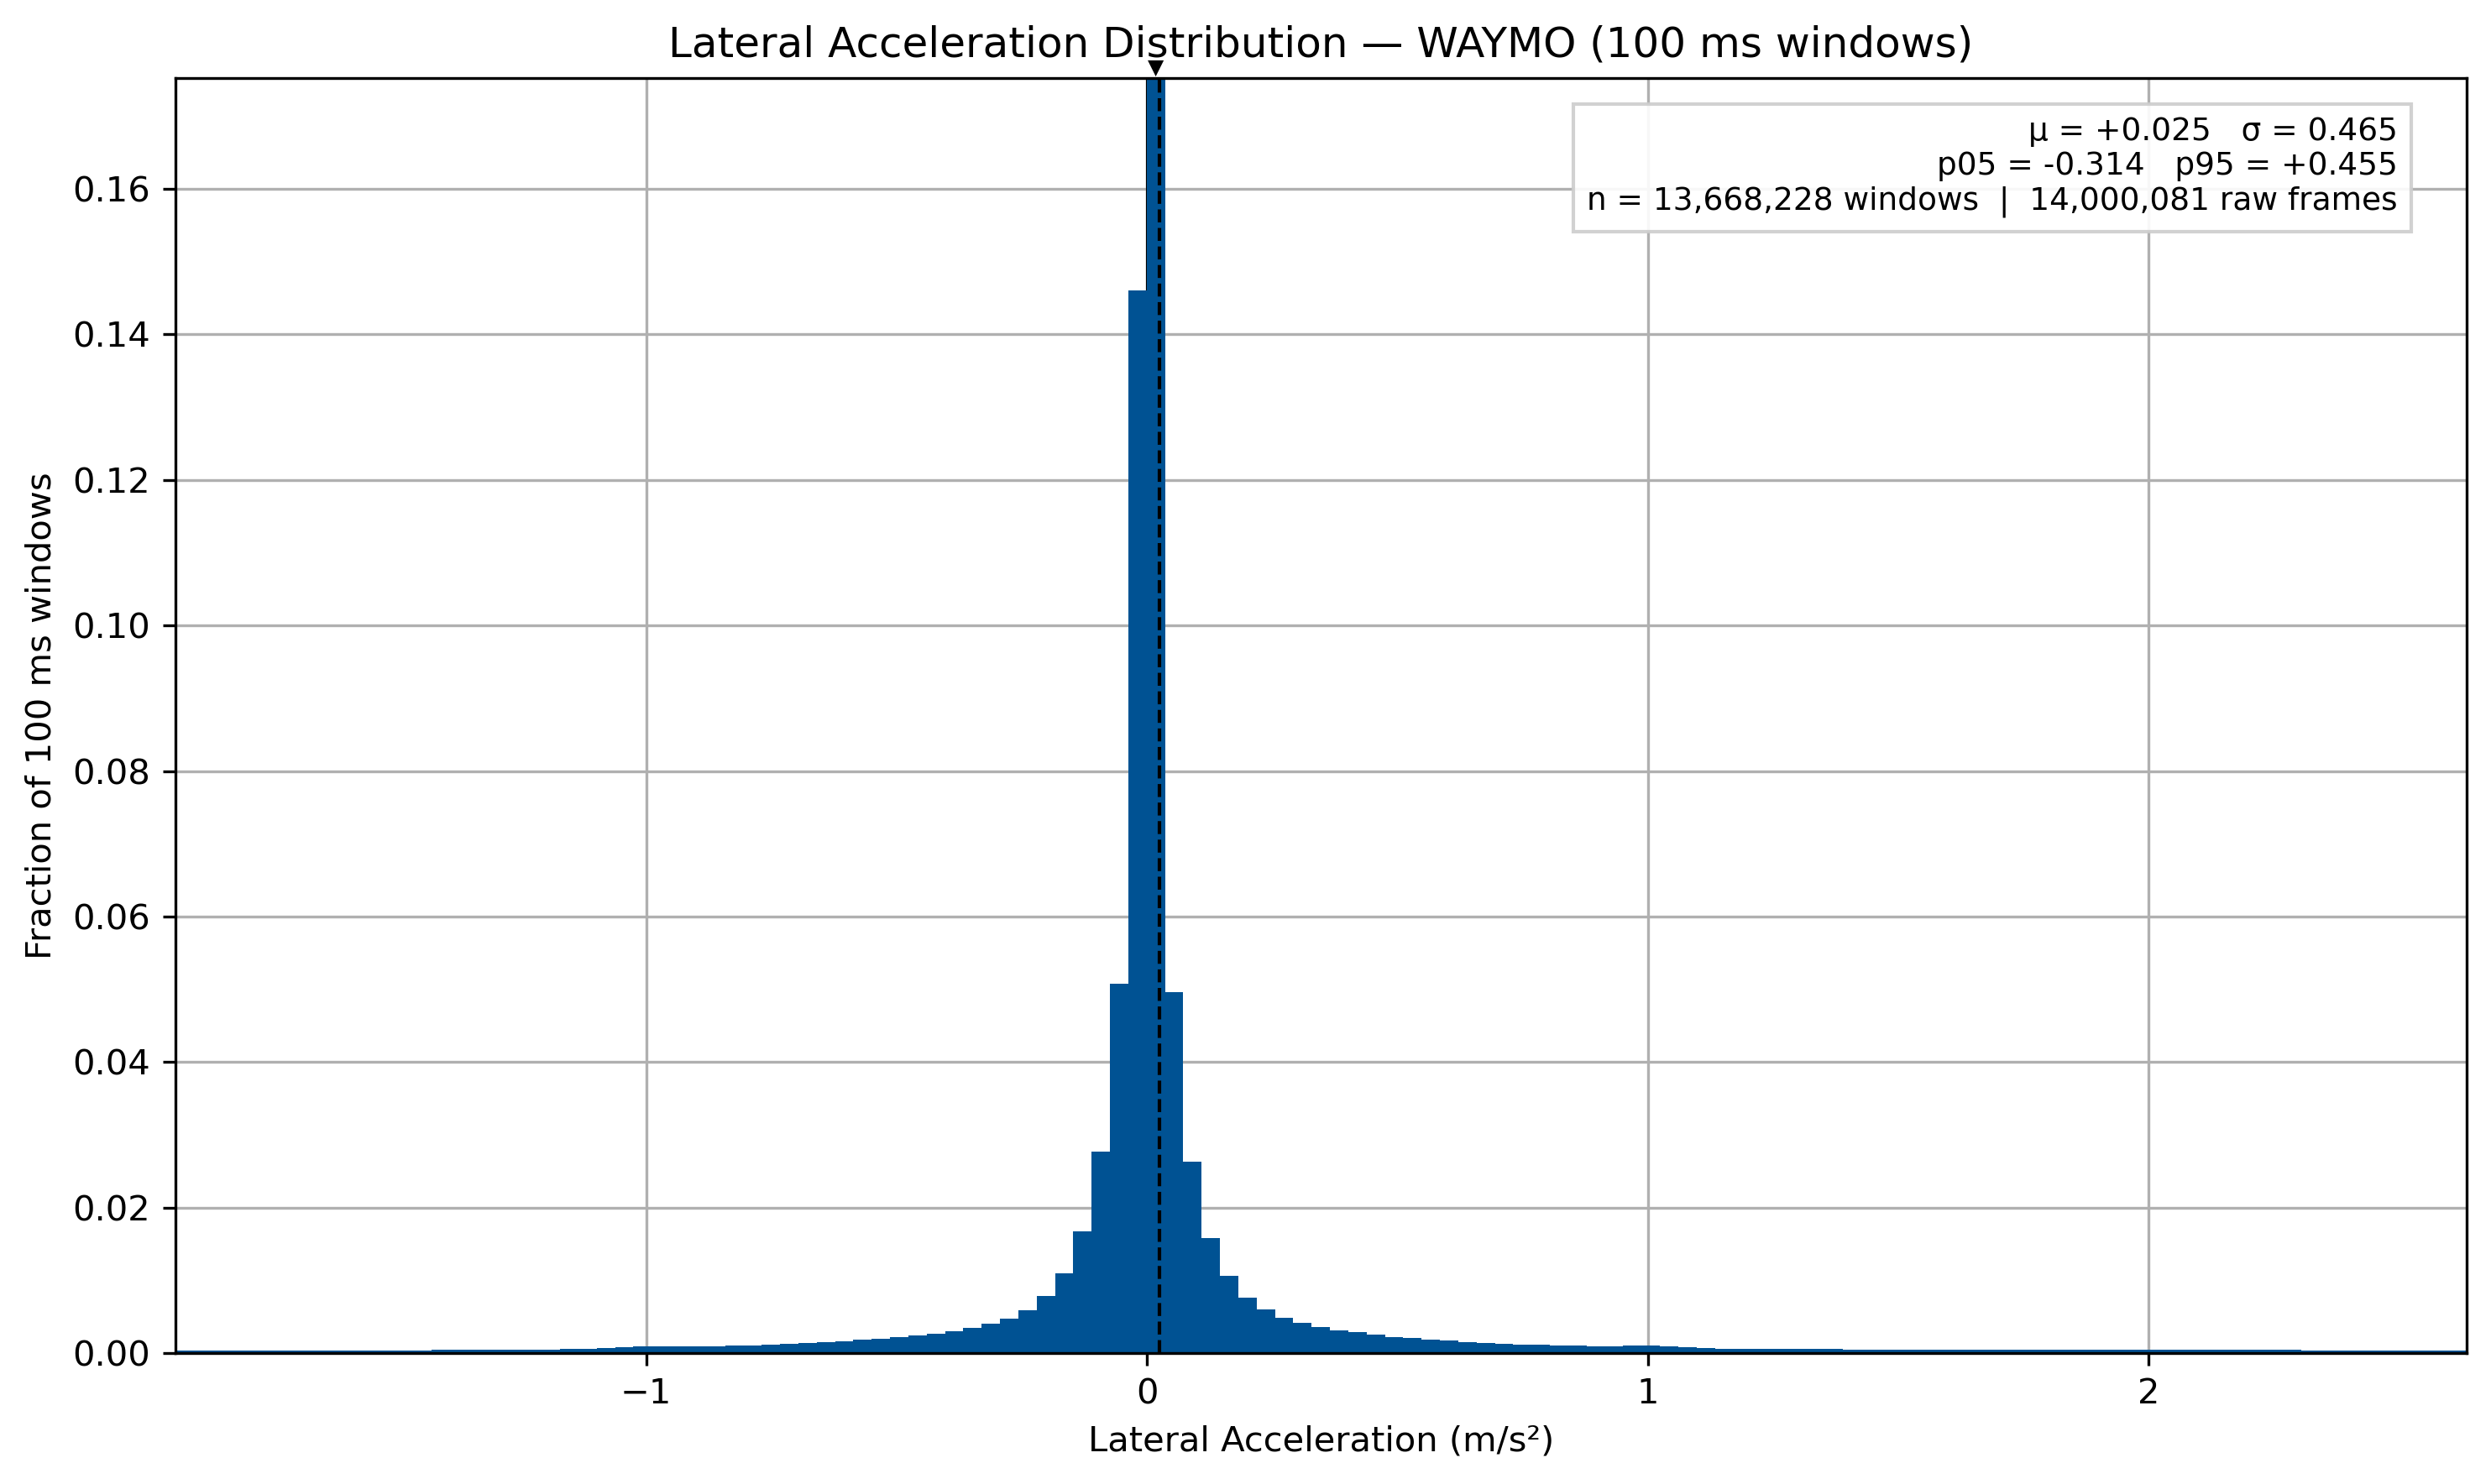 Lateral Acceleration Distribution — WAYMO (100 ms windows)
μ = +0.025   σ = 0.465
p05 = -0.314   p95 = +0.455
n = 13,668,228 windows  |  14,000,081 raw frames
Fraction of 100 ms windows
0.16
0.14
0.12
0.10
0.08
0.06
0.04
0.02
0.00
−1
0
1
2
Lateral Acceleration (m/s²)